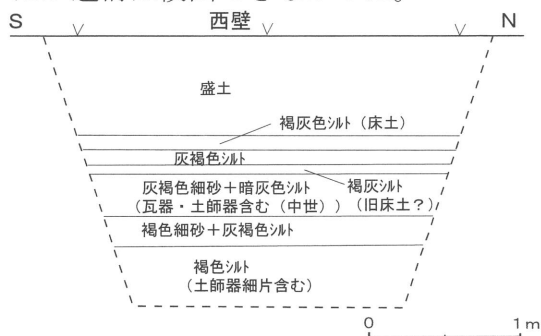 S 西壁 N
盛土
褐灰色シルト（床土）
灰褐色シルト
灰褐色細砂＋暗灰色シルト 褐灰シルト
（瓦器・土師器含む（中世）） （旧床土？）
褐色細砂＋灰褐シルト
褐色シルト
（土師器細片含む）
0 1m